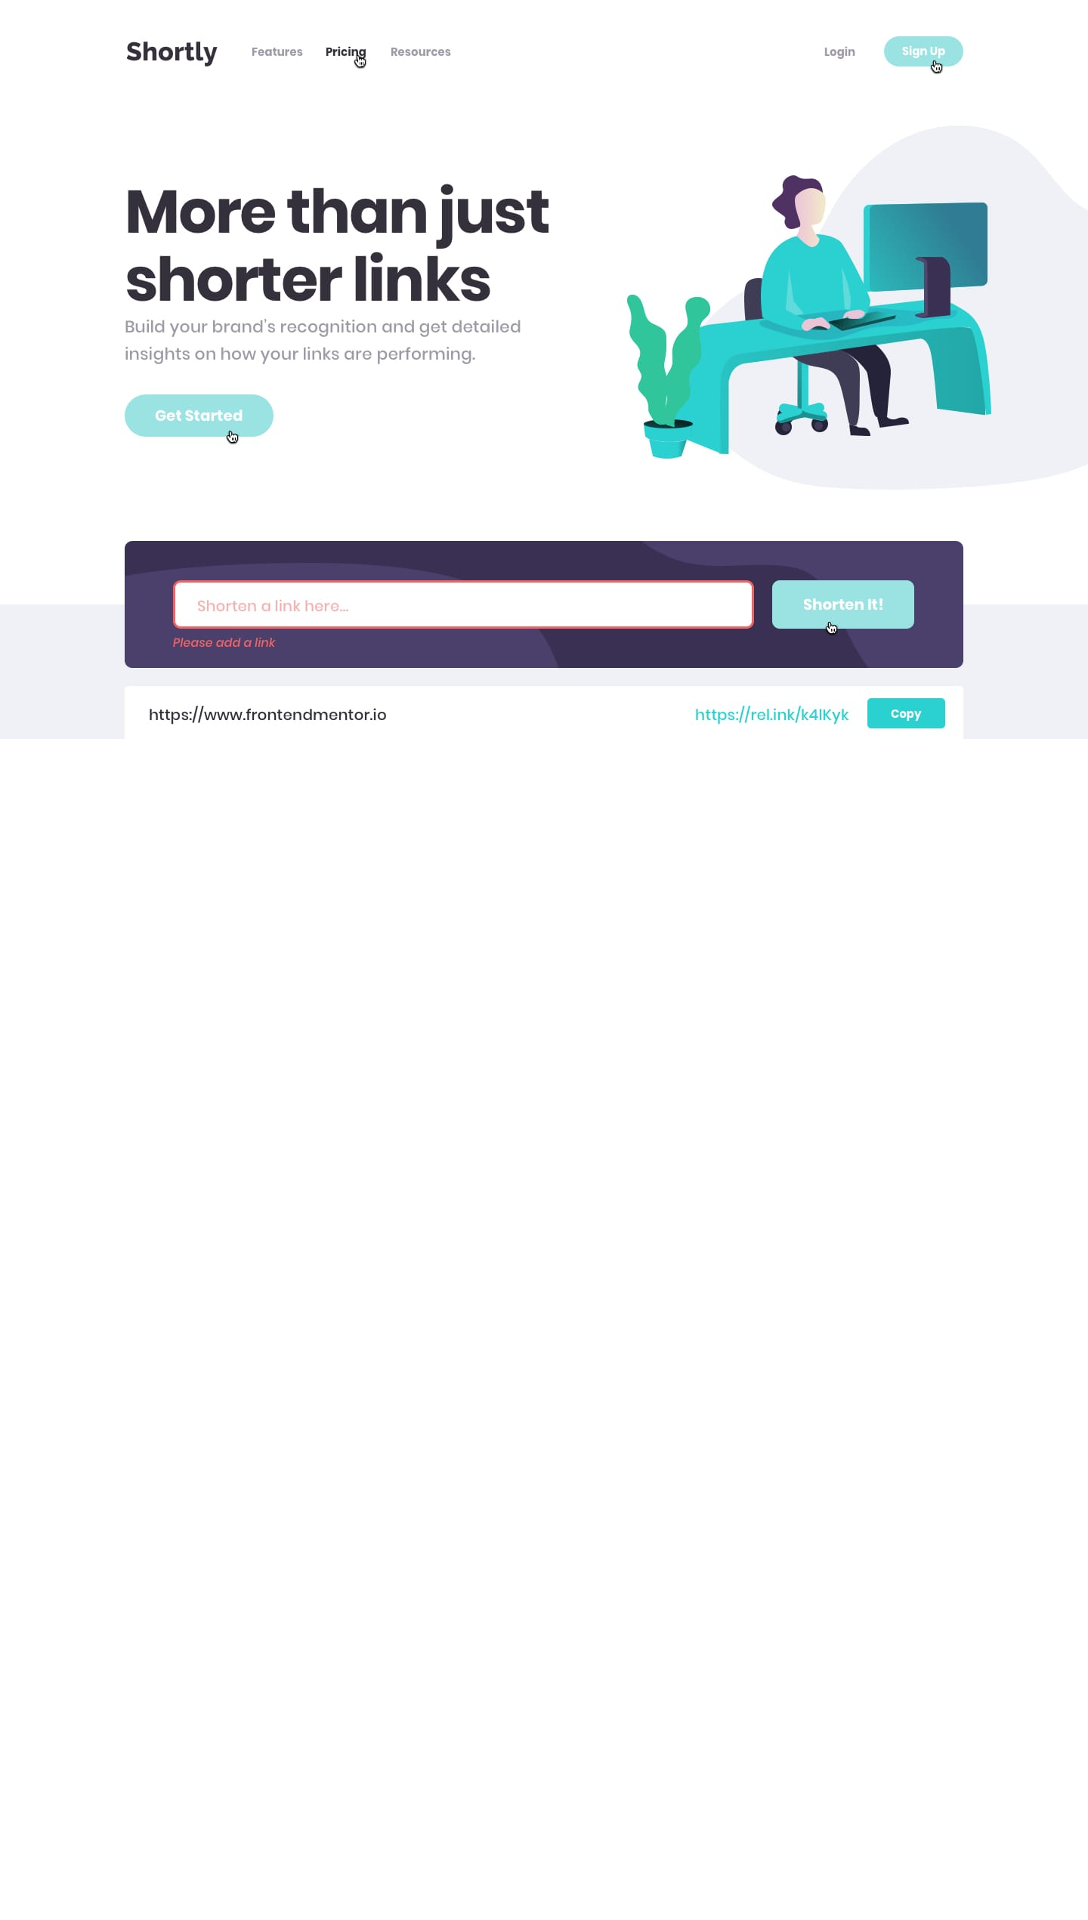 Shortly
Features
Pricing
Resources
Login
Sign Up
More than just
shorter links
Build your brand's recognition and get detailed
insights on how your links are performing.
Get Started
Shorten a link here...
Shorten It!
Please add a link
https://www.frontendmentor.io
https://rel.ink/k4lKyk
Copy